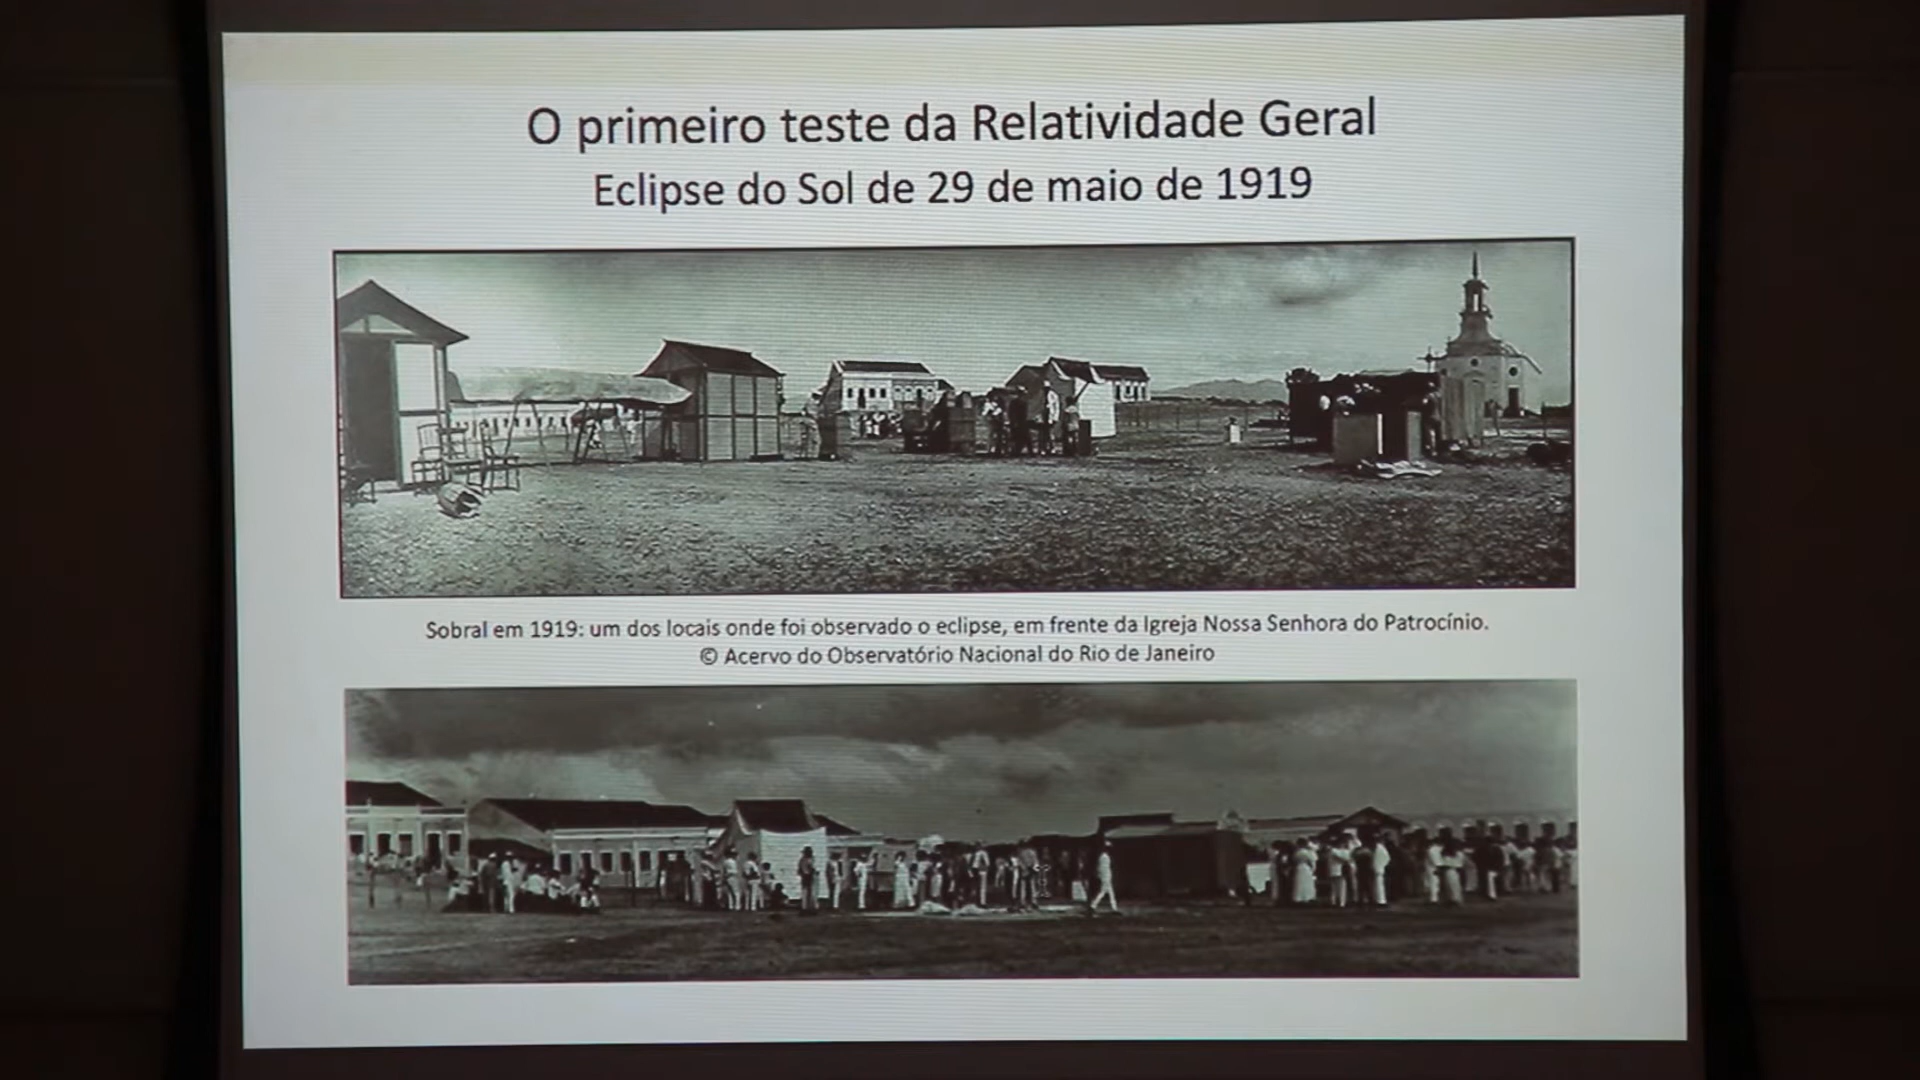 O primeiro teste da Relatividade Geral
Eclipse do Sol de 29 de maio de 1919
Sobral em 1919: um dos locais onde foi observado o eclipse, em frente da Igreja Nossa Senhora do Patrocínio.
© Acervo do Observatório Nacional do Rio de Janeiro